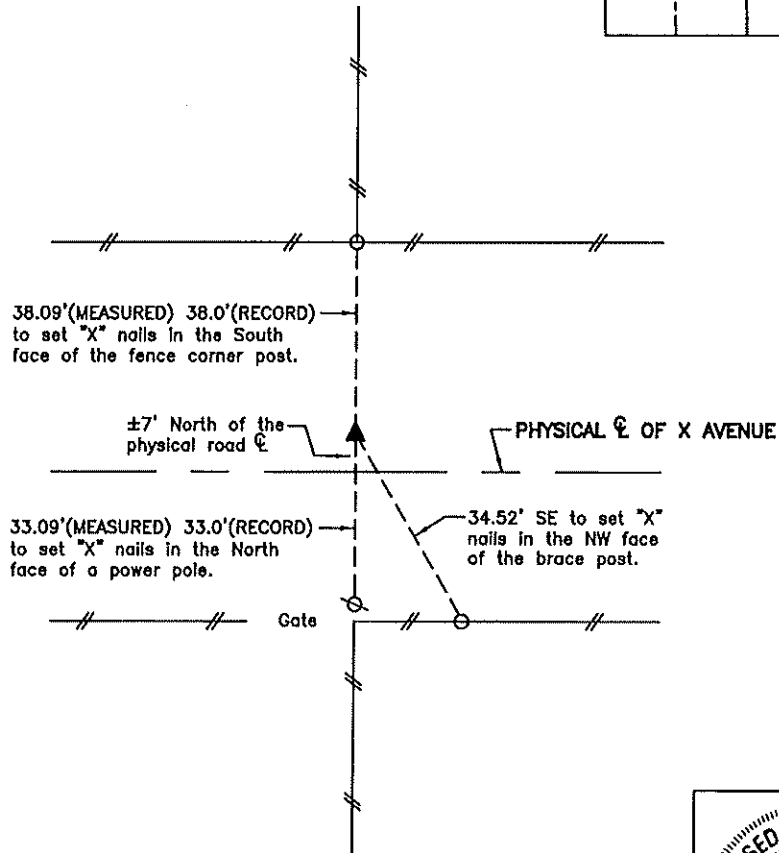 38.09'(MEASURED) 38.0'(RECORD)
to set "X" nails in the South
face of the fence corner post.
±7' North of the
physical road ℄
PHYSICAL ℄ OF X AVENUE
33.09'(MEASURED) 33.0'(RECORD)
to set "X" nails in the North
face of a power pole.
34.52' SE to set "X"
nails in the NW face
of the brace post.
Gate